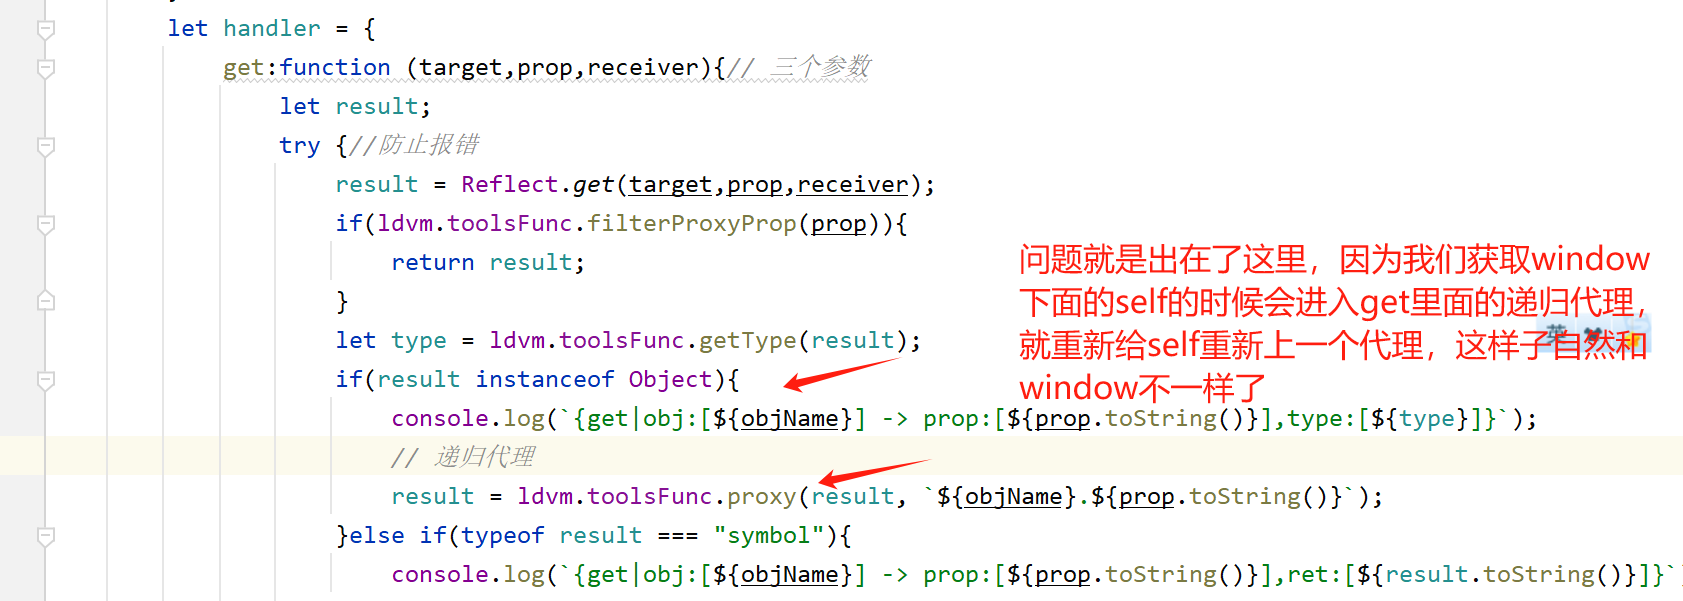 let handler = {
get:function (target,prop,receiver){// 三个参数
let result;
try {//防止报错
result = Reflect.get(target,prop,receiver);
if(ldvm.toolsFunc.filterProxyProp(prop)){
return result;
}
let type = ldvm.toolsFunc.getType(result);
if(result instanceof Object){
console.log(`{get|obj:[${objName}] -> prop:[${prop.toString()}],type:[${type}]}`);
// 递归代理
result = ldvm.toolsFunc.proxy(result, `${objName}.${prop.toString()}`);
}else if(typeof result === "symbol"){
console.log(`{get|obj:[${objName}] -> prop:[${prop.toString()}],ret:[${result.toString()}]}`
问题就是出在了这里，因为我们获取window
下面的self的时候会进入get里面的递归代理，
就重新给self重新上一个代理，这样子自然和
window不一样了
英